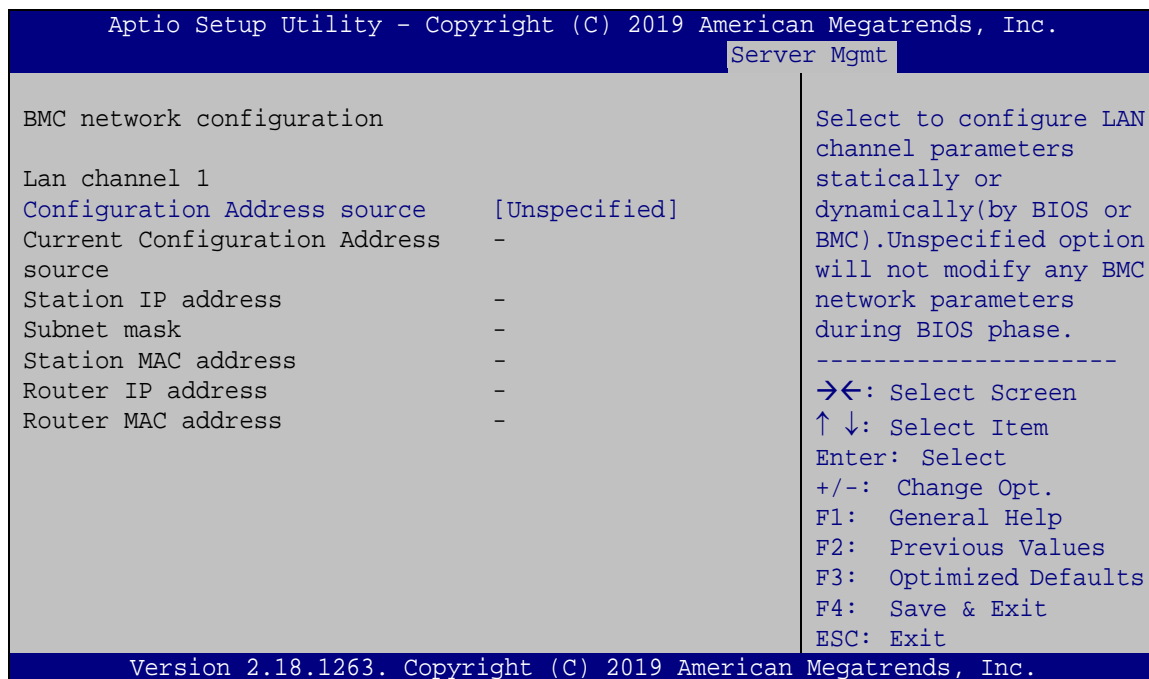 Aptio Setup Utility – Copyright (C) 2019 American Megatrends, Inc.
Server Mgmt
BMC network configuration
Lan channel 1
Configuration Address source [Unspecified]
Current Configuration Address -
source
Station IP address -
Subnet mask -
Station MAC address -
Router IP address -
Router MAC address -
Select to configure LAN
channel parameters
statically or
dynamically(by BIOS or
BMC).Unspecified option
will not modify any BMC
network parameters
during BIOS phase.
---------------------
→←: Select Screen
↑ ↓: Select Item
Enter: Select
+/-: Change Opt.
F1: General Help
F2: Previous Values
F3: Optimized Defaults
F4: Save & Exit
ESC: Exit
Version 2.18.1263. Copyright (C) 2019 American Megatrends, Inc.